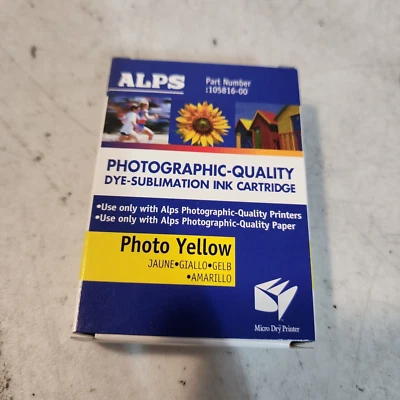 ALPS
Part Number
:105816-00
PHOTOGRAPHIC-QUALITY
DYE-SUBLIMATION INK CARTRIDGE
•Use only with Alps Photographic-Quality Printers
•Use only with Alps Photographic-Quality Paper
Photo Yellow
JAUNE•GIALLO•GELB
•AMARILLO
Micro Dry Printer